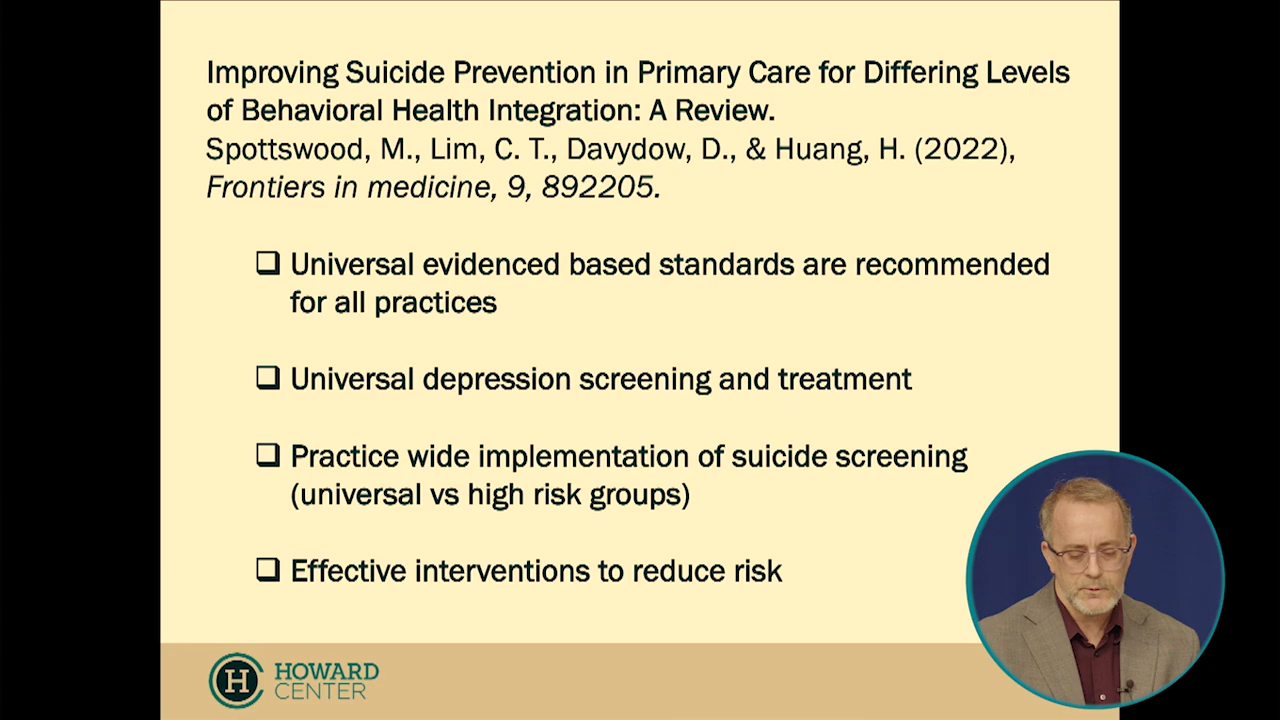 Improving Suicide Prevention in Primary Care for Differing Levels
of Behavioral Health Integration: A Review.
Spottswood, M., Lim, C. T., Davydow, D., & Huang, H. (2022),
Frontiers in medicine, 9, 892205.
❑ Universal evidenced based standards are recommended
for all practices
❑ Universal depression screening and treatment
❑ Practice wide implementation of suicide screening
(universal vs high risk groups)
❑ Effective interventions to reduce risk
H
HOWARD
CENTER